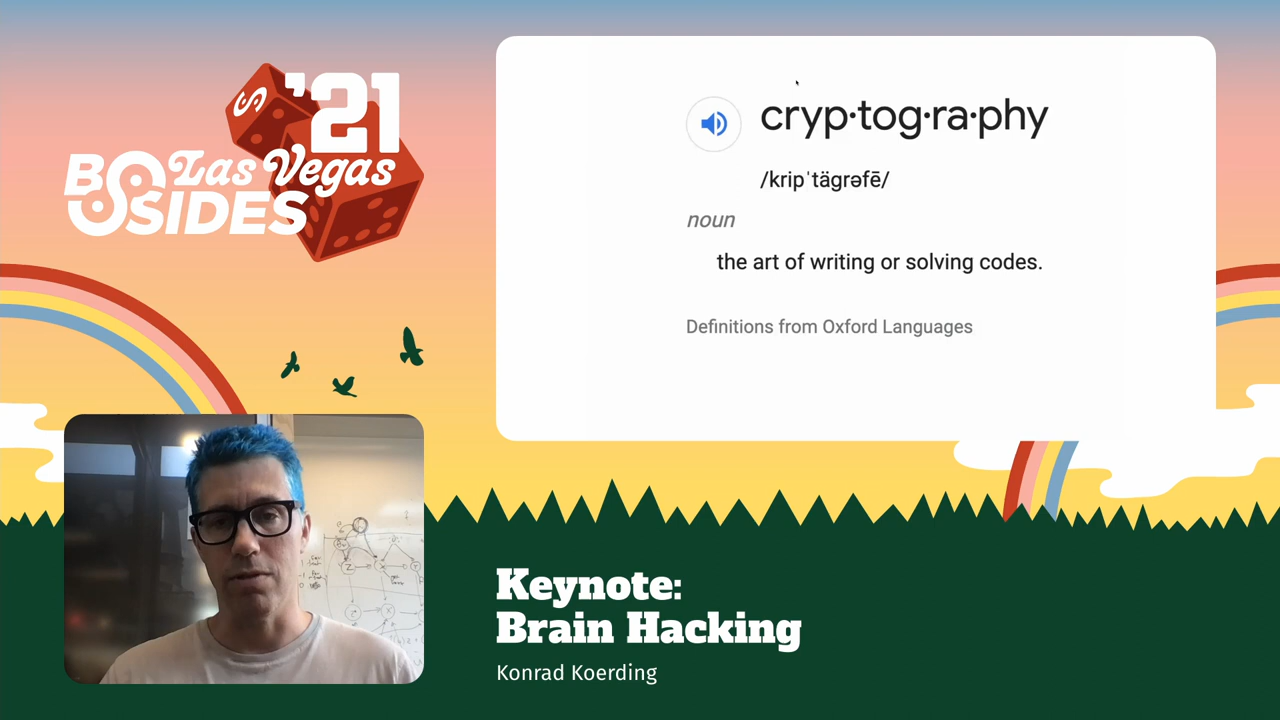 '21
Las Vegas
BSIDES
cryp·tog·ra·phy
/kripˈtäɡrəfē/
noun
the art of writing or solving codes.
Definitions from Oxford Languages
Keynote:
Brain Hacking
Konrad Koerding